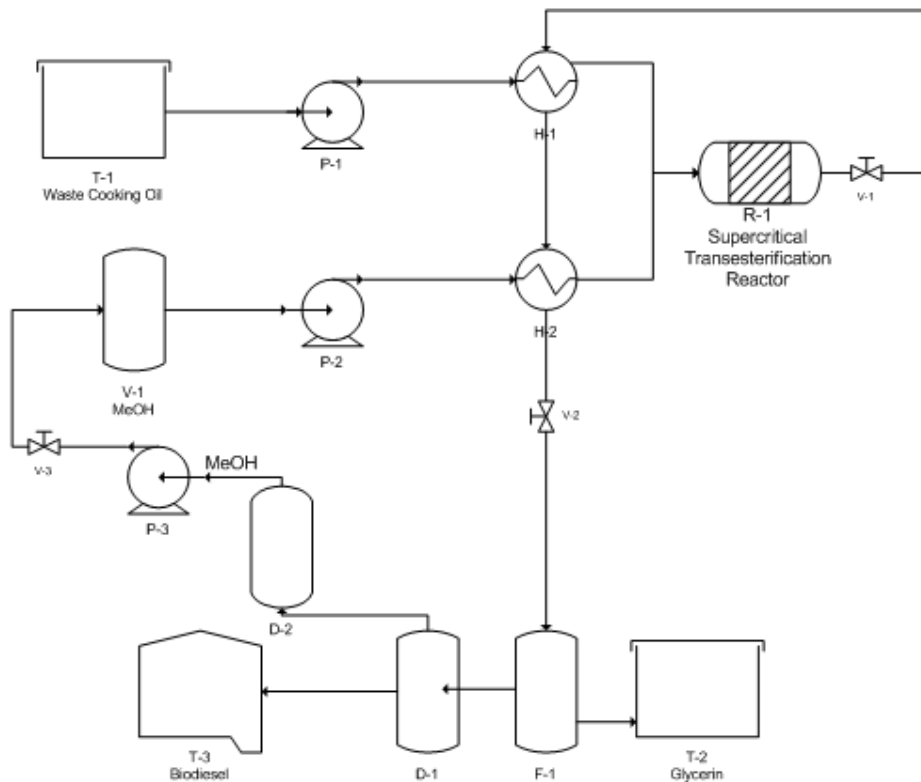 H-1
P-1
T-1
Waste Cooking Oil
V-1
R-1
Supercritical
Transesterification
Reactor
H-2
P-2
V-1
MeOH
V-2
V-3
MeOH
P-3
D-2
T-3
Biodiesel
D-1
F-1
T-2
Glycerin